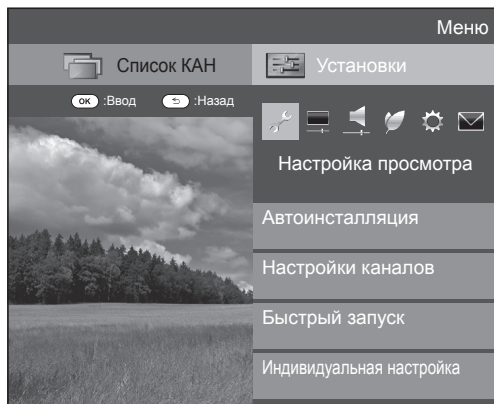 Меню
Список КАН Установки
OK :Ввод :Назад
Настройка просмотра
Автоинсталляция
Настройки каналов
Быстрый запуск
Индивидуальная настройка